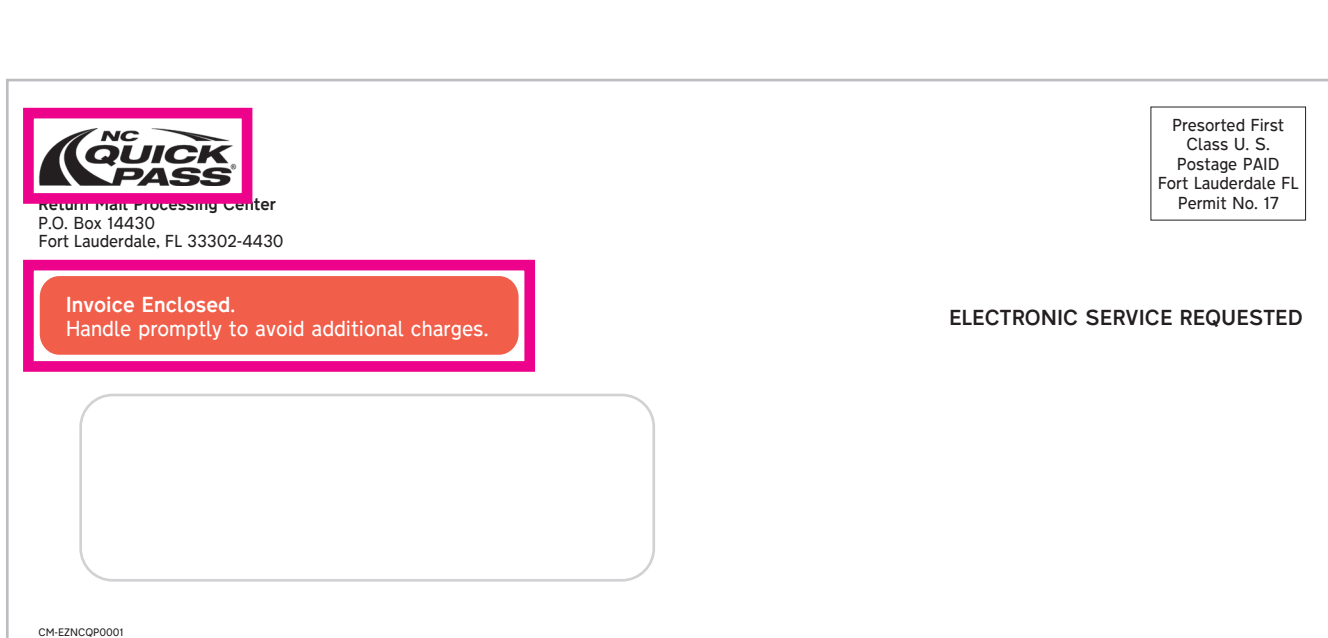 NC
QUICK
PASS®
Return Mail Processing Center
P.O. Box 14430
Fort Lauderdale, FL 33302-4430
Presorted First
Class U. S.
Postage PAID
Fort Lauderdale FL
Permit No. 17
Invoice Enclosed.
Handle promptly to avoid additional charges.
ELECTRONIC SERVICE REQUESTED
CM-EZNCQP0001